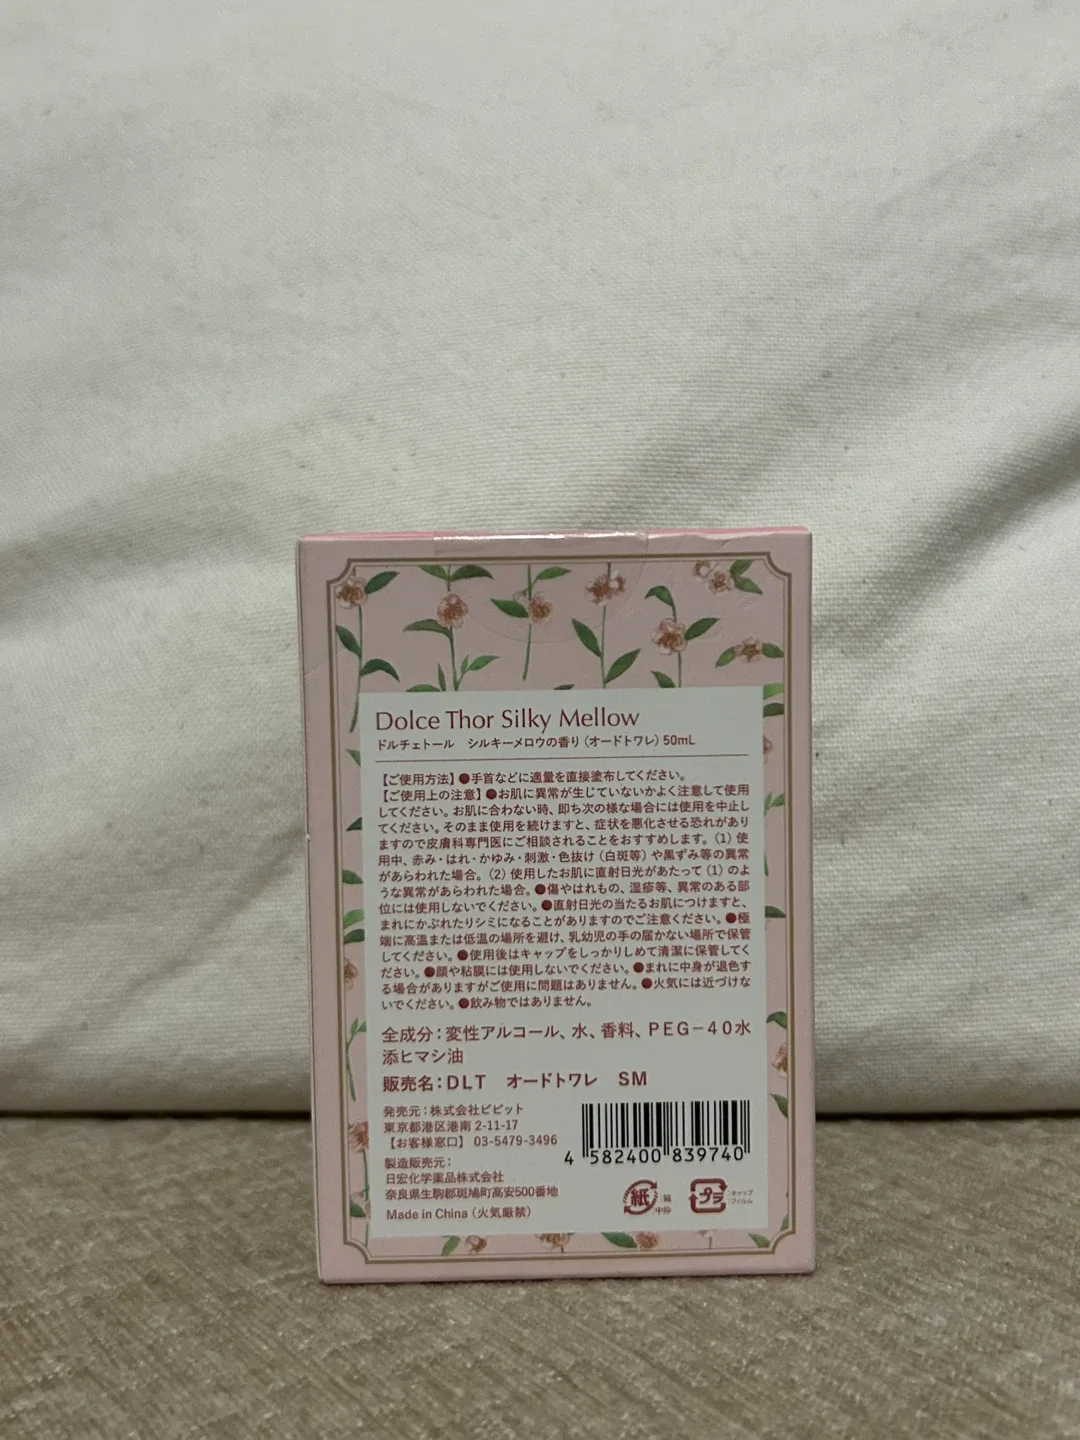 Dolce Thor Silky Mellow
ドルチェトール　シルキーメロウの香り（オードトワレ）50mL
【ご使用方法】●手首などに適量を直接塗布してください。
【ご使用上の注意】●お肌に異常が生じていないかよく注意して使用
してください。お肌に合わない時、即ち次の様な場合には使用を中止し
てください。そのまま使用を続けますと、症状を悪化させる恐れがあり
ますので皮膚科専門医にご相談されることをおすすめします。（1）使
用中、赤み・はれ・かゆみ・刺激・色抜け（白斑等）や黒ずみ等の異常
があらわれた場合。（2）使用したお肌に直射日光があたって（1）のよ
うな異常があらわれた場合。●傷やはれもの、湿疹等、異常のある部
位には使用しないでください。●直射日光の当たるお肌につけますと、
まれにかぶれたりシミになることがありますのでご注意ください。●極
端に高温または低温の場所を避け、乳幼児の手の届かない場所で保管
してください。●使用後はキャップをしっかりしめて清潔に保管してく
ださい。●顔や粘膜には使用しないでください。●まれに中身が退色す
る場合がありますがご使用に問題はありません。●火気には近づけな
いでください。●飲み物ではありません。
全成分：変性アルコール、水、香料、PEG－40水
添ヒマシ油
販売名：DLT　オードトワレ　SM
発売元：株式会社ビビット
東京都港区港南 2-11-17
【お客様窓口】 03-5479-3496
製造販売元：
日宏化学薬品株式会社
奈良県生駒郡斑鳩町高安500番地
Made in China（火気厳禁）
4 582400 839740
紙 箱 中枠
プラ キャップ フィルム